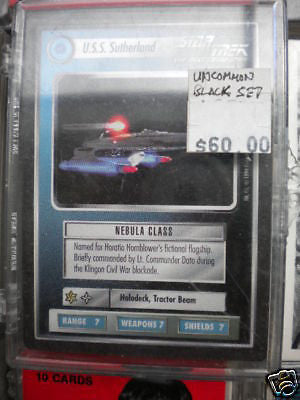 U.S.S. Sutherland
STAR TREK
UNCOMMON
BLACK SET
$60.00
NEBULA CLASS
Named for Horatio Hornblower's fictional flagship.
Briefly commanded by Lt. Commander Data during
the Klingon Civil War blockade.
Holodeck, Tractor Beam
RANGE 7 WEAPONS 7 SHIELDS 7
10 CARDS